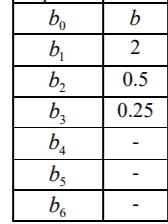 b₀ b
b₁ 2
b₂ 0.5
b₃ 0.25
b₄ -
b₅ -
b₆ -